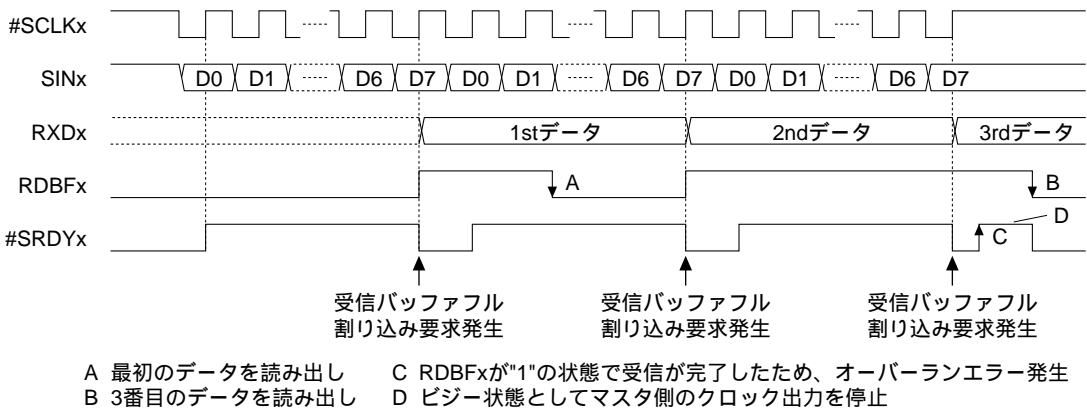 #SCLKx
SINx D0 D1 D6 D7 D0 D1 D6 D7 D0 D1 D6 D7
RXDx 1stデータ 2ndデータ 3rdデータ
RDBFx A B
#SRDYx C D
受信バッファフル 受信バッファフル 受信バッファフル
割り込み要求発生 割り込み要求発生 割り込み要求発生
A 最初のデータを読み出し C RDBFxが"1"の状態で受信が完了したため、オーバーランエラー発生
B 3番目のデータを読み出し D ビジー状態としてマスタ側のクロック出力を停止